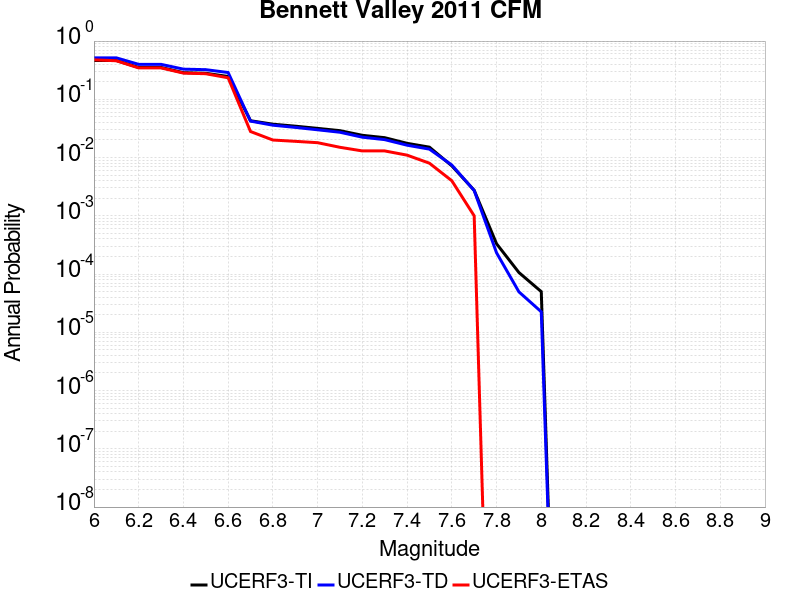 Bennett Valley 2011 CFM
10 0
10 -1
10 -2
10 -3
10 -4
10 -5
10 -6
10 -7
10 -8
Annual Probability
6 6.2 6.4 6.6 6.8 7 7.2 7.4 7.6 7.8 8 8.2 8.4 8.6 8.8 9
Magnitude
UCERF3-TI UCERF3-TD UCERF3-ETAS